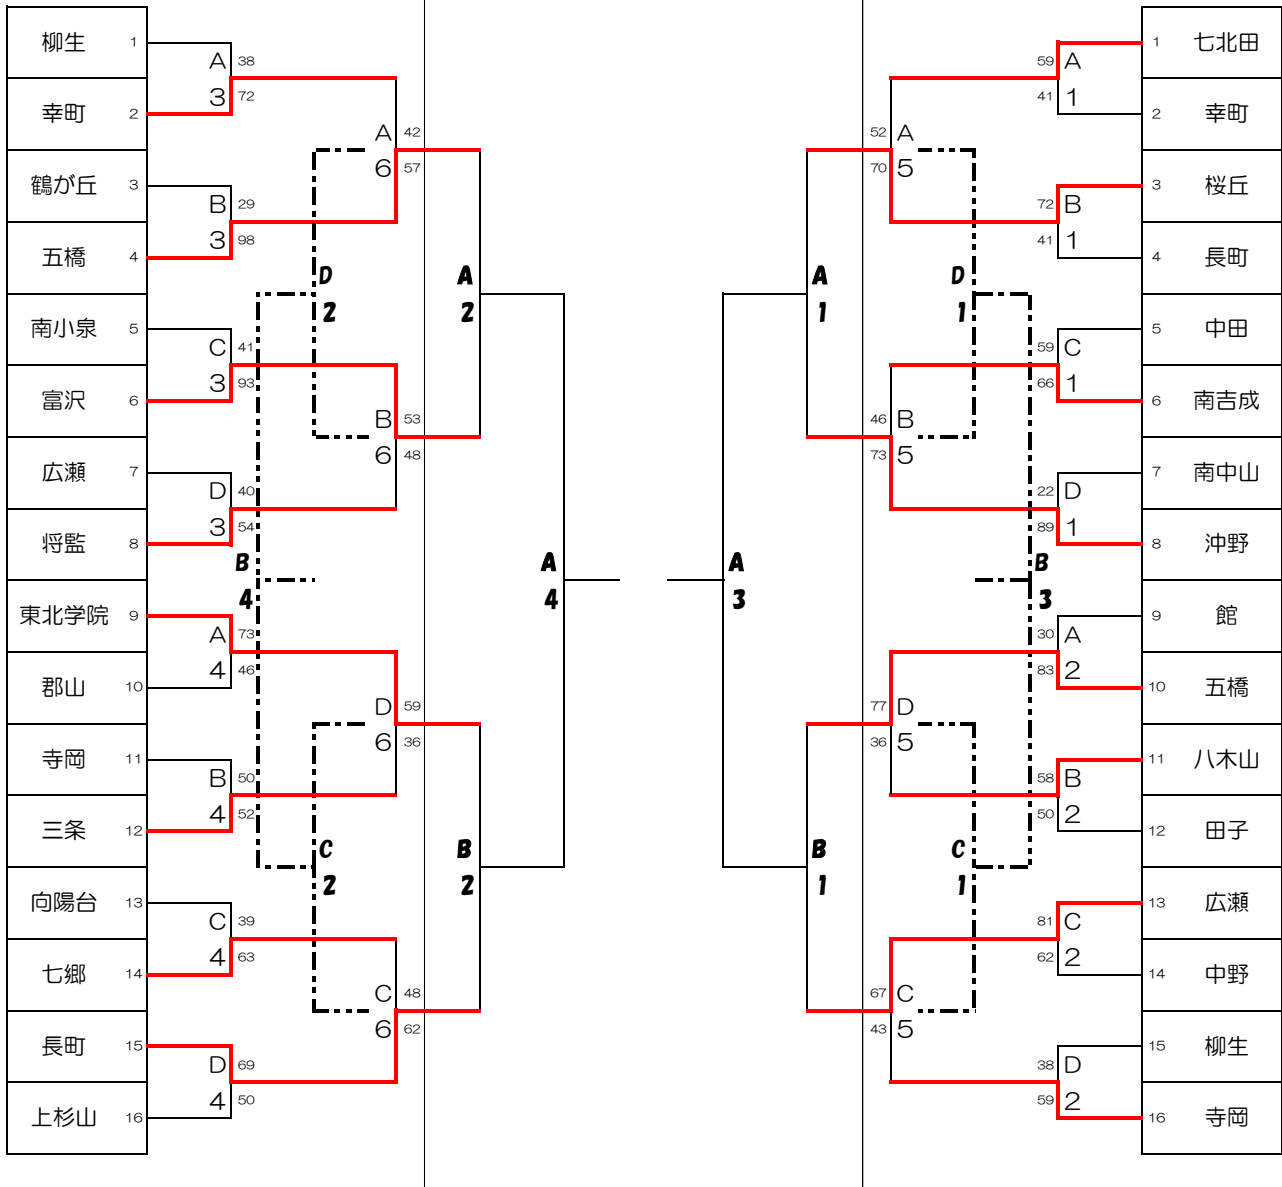 柳生 1
A 38
3 72
幸町 2
鶴が丘 3
B 29
3 98
五橋 4
A 42
6 57
南小泉 5
C 41
3 93
富沢 6
広瀬 7
D 40
3 54
将監 8
B 53
6 48
D
2
A
2
東北学院 9
A 73
4 46
郡山 10
寺岡 11
B 50
4 52
三条 12
D 59
6 36
向陽台 13
C 39
4 63
七郷 14
長町 15
D 69
4 50
上杉山 16
C 48
6 62
C
2
B
2
B
4
A
4
1 七北田
59 A
41 1
2 幸町
3 桜丘
72 B
41 1
4 長町
52 A
70 5
5 中田
59 C
66 1
6 南吉成
7 南中山
22 D
89 1
8 沖野
46 B
73 5
D
1
A
1
9 館
30 A
83 2
10 五橋
11 八木山
58 B
50 2
12 田子
77 D
36 5
13 広瀬
81 C
62 2
14 中野
15 柳生
38 D
59 2
16 寺岡
67 C
43 5
C
1
B
1
B
3
A
3